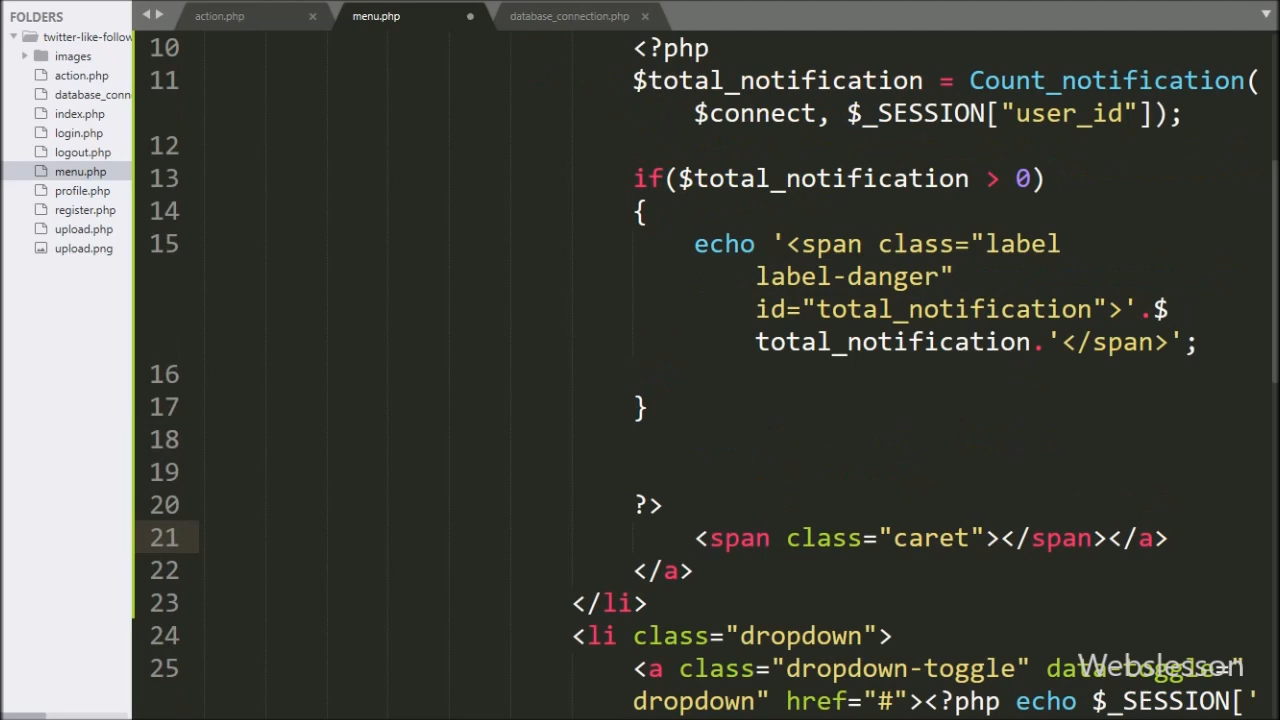 FOLDERS
twitter-like-follow
images
action.php
database_conn
index.php
login.php
logout.php
menu.php
profile.php
register.php
upload.php
upload.png
action.php × menu.php database_connection.php ×
10 <?php
11 $total_notification = Count_notification(
$connect, $_SESSION["user_id"]);
12
13 if($total_notification > 0)
14 {
15 echo '<span class="label
label-danger"
id="total_notification">'.$
total_notification.'</span>';
16
17 }
18
19
20 ?>
21 <span class="caret"></span></a>
22 </a>
23 </li>
24 <li class="dropdown">
25 <a class="dropdown-toggle" data-toggle="
dropdown" href="#"><?php echo $_SESSION['
Webslesson